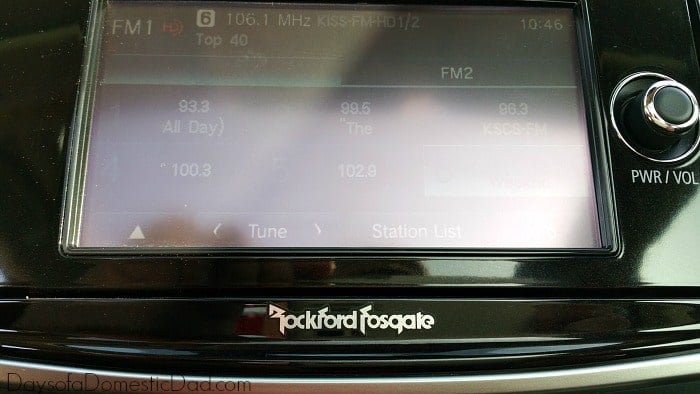 FM1 HD 6 106.1 MHz KISS-FM-HD1/2 10:46
Top 40
FM2
93.3 99.5 96.3
All Day) "The KSCS-FM
100.3 102.9
Tune Station List
PWR / VOL
Rockford Fosgate
DaysofaDomesticDad.com